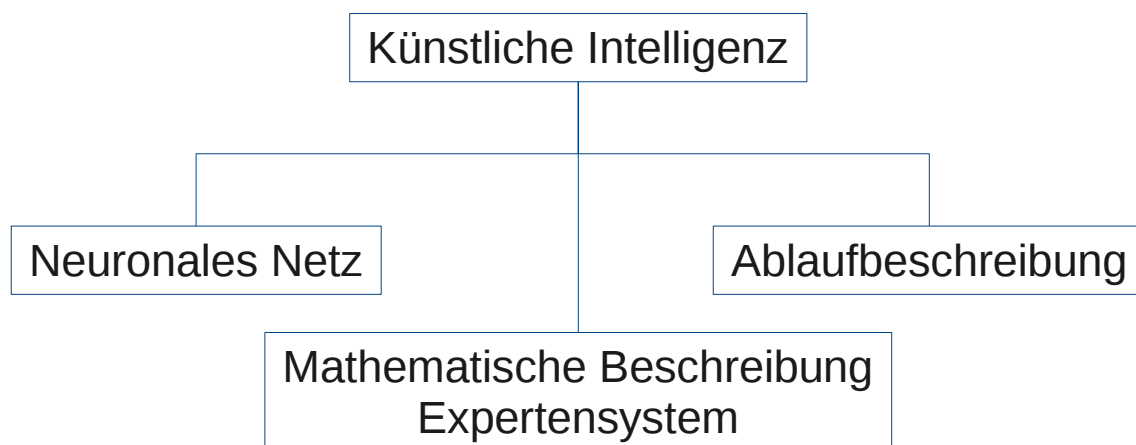 Künstliche Intelligenz
Neuronales Netz
Ablaufbeschreibung
Mathematische Beschreibung
Expertensystem